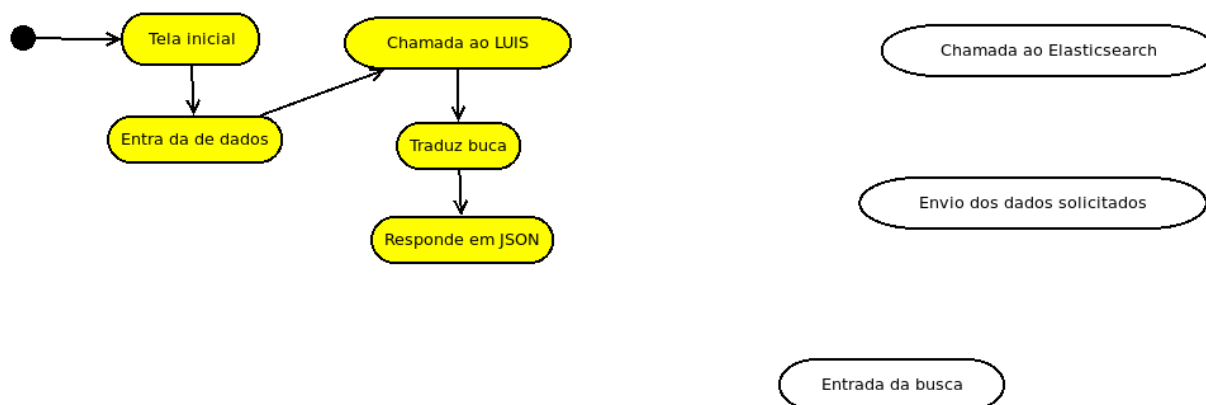 Tela inicial
Chamada ao LUIS
Chamada ao Elasticsearch
Entra da de dados
Traduz buca
Envio dos dados solicitados
Responde em JSON
Entrada da busca